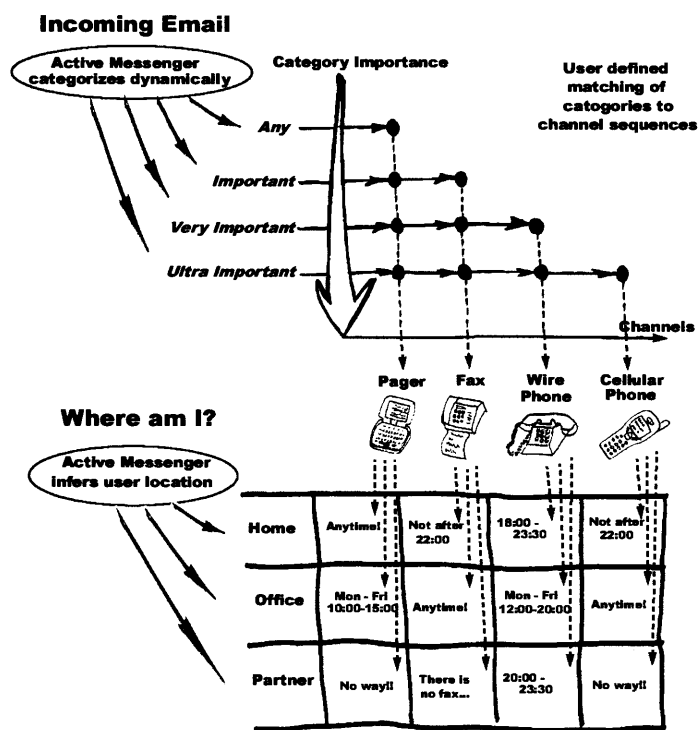 Incoming Email
Active Messenger
categorizes dynamically
Category Importance
User defined
matching of
catogories to
channel sequences
Any
Important
Very Important
Ultra Important
Channels
Pager
Fax
Wire
Phone
Cellular
Phone
Where am I?
Active Messenger
infers user location
Home
Anytime!
Not after
22:00
18:00 -
23:30
Not after
22:00
Office
Mon - Fri
10:00-15:00
Anytime!
Mon - Fri
12:00-20:00
Anytime!
Partner
No way!!
There is
no fax...
20:00 -
23:30
No way!!